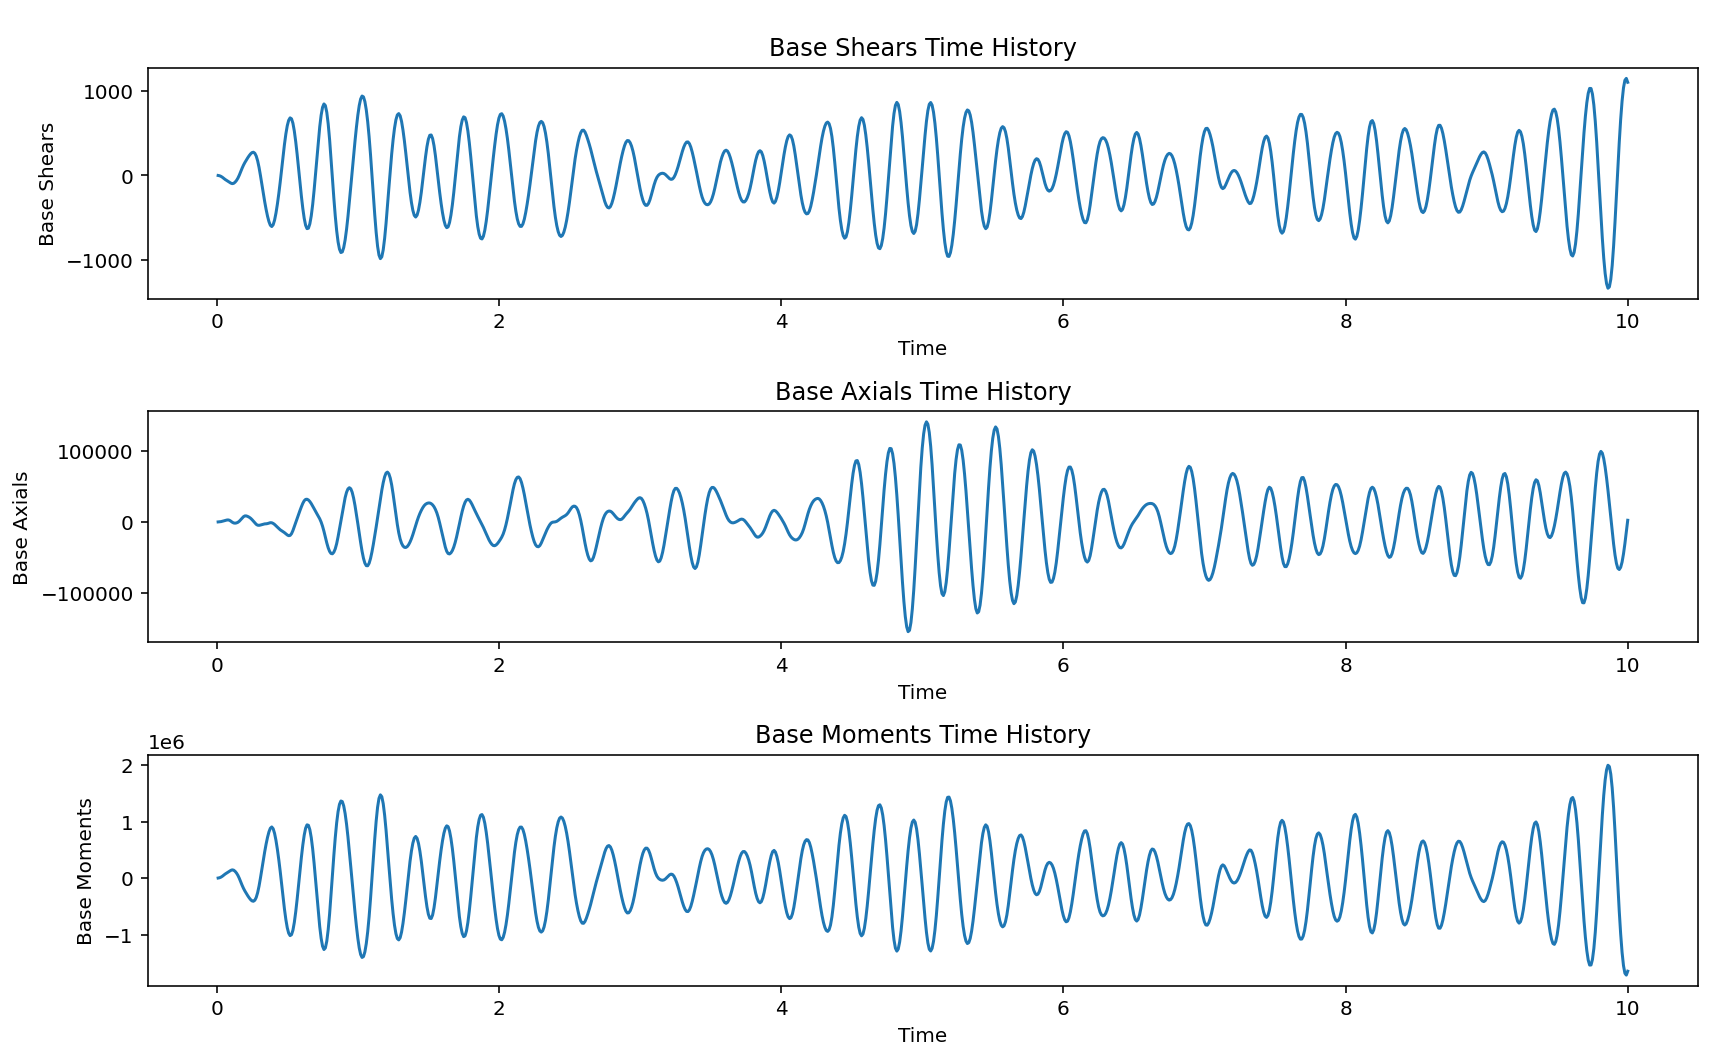 Base Shears Time History
1000
0
−1000
Base Shears
0 2 4 6 8 10
Time
Base Axials Time History
100000
0
−100000
Base Axials
0 2 4 6 8 10
Time
Base Moments Time History
1e6
2
1
0
−1
Base Moments
0 2 4 6 8 10
Time